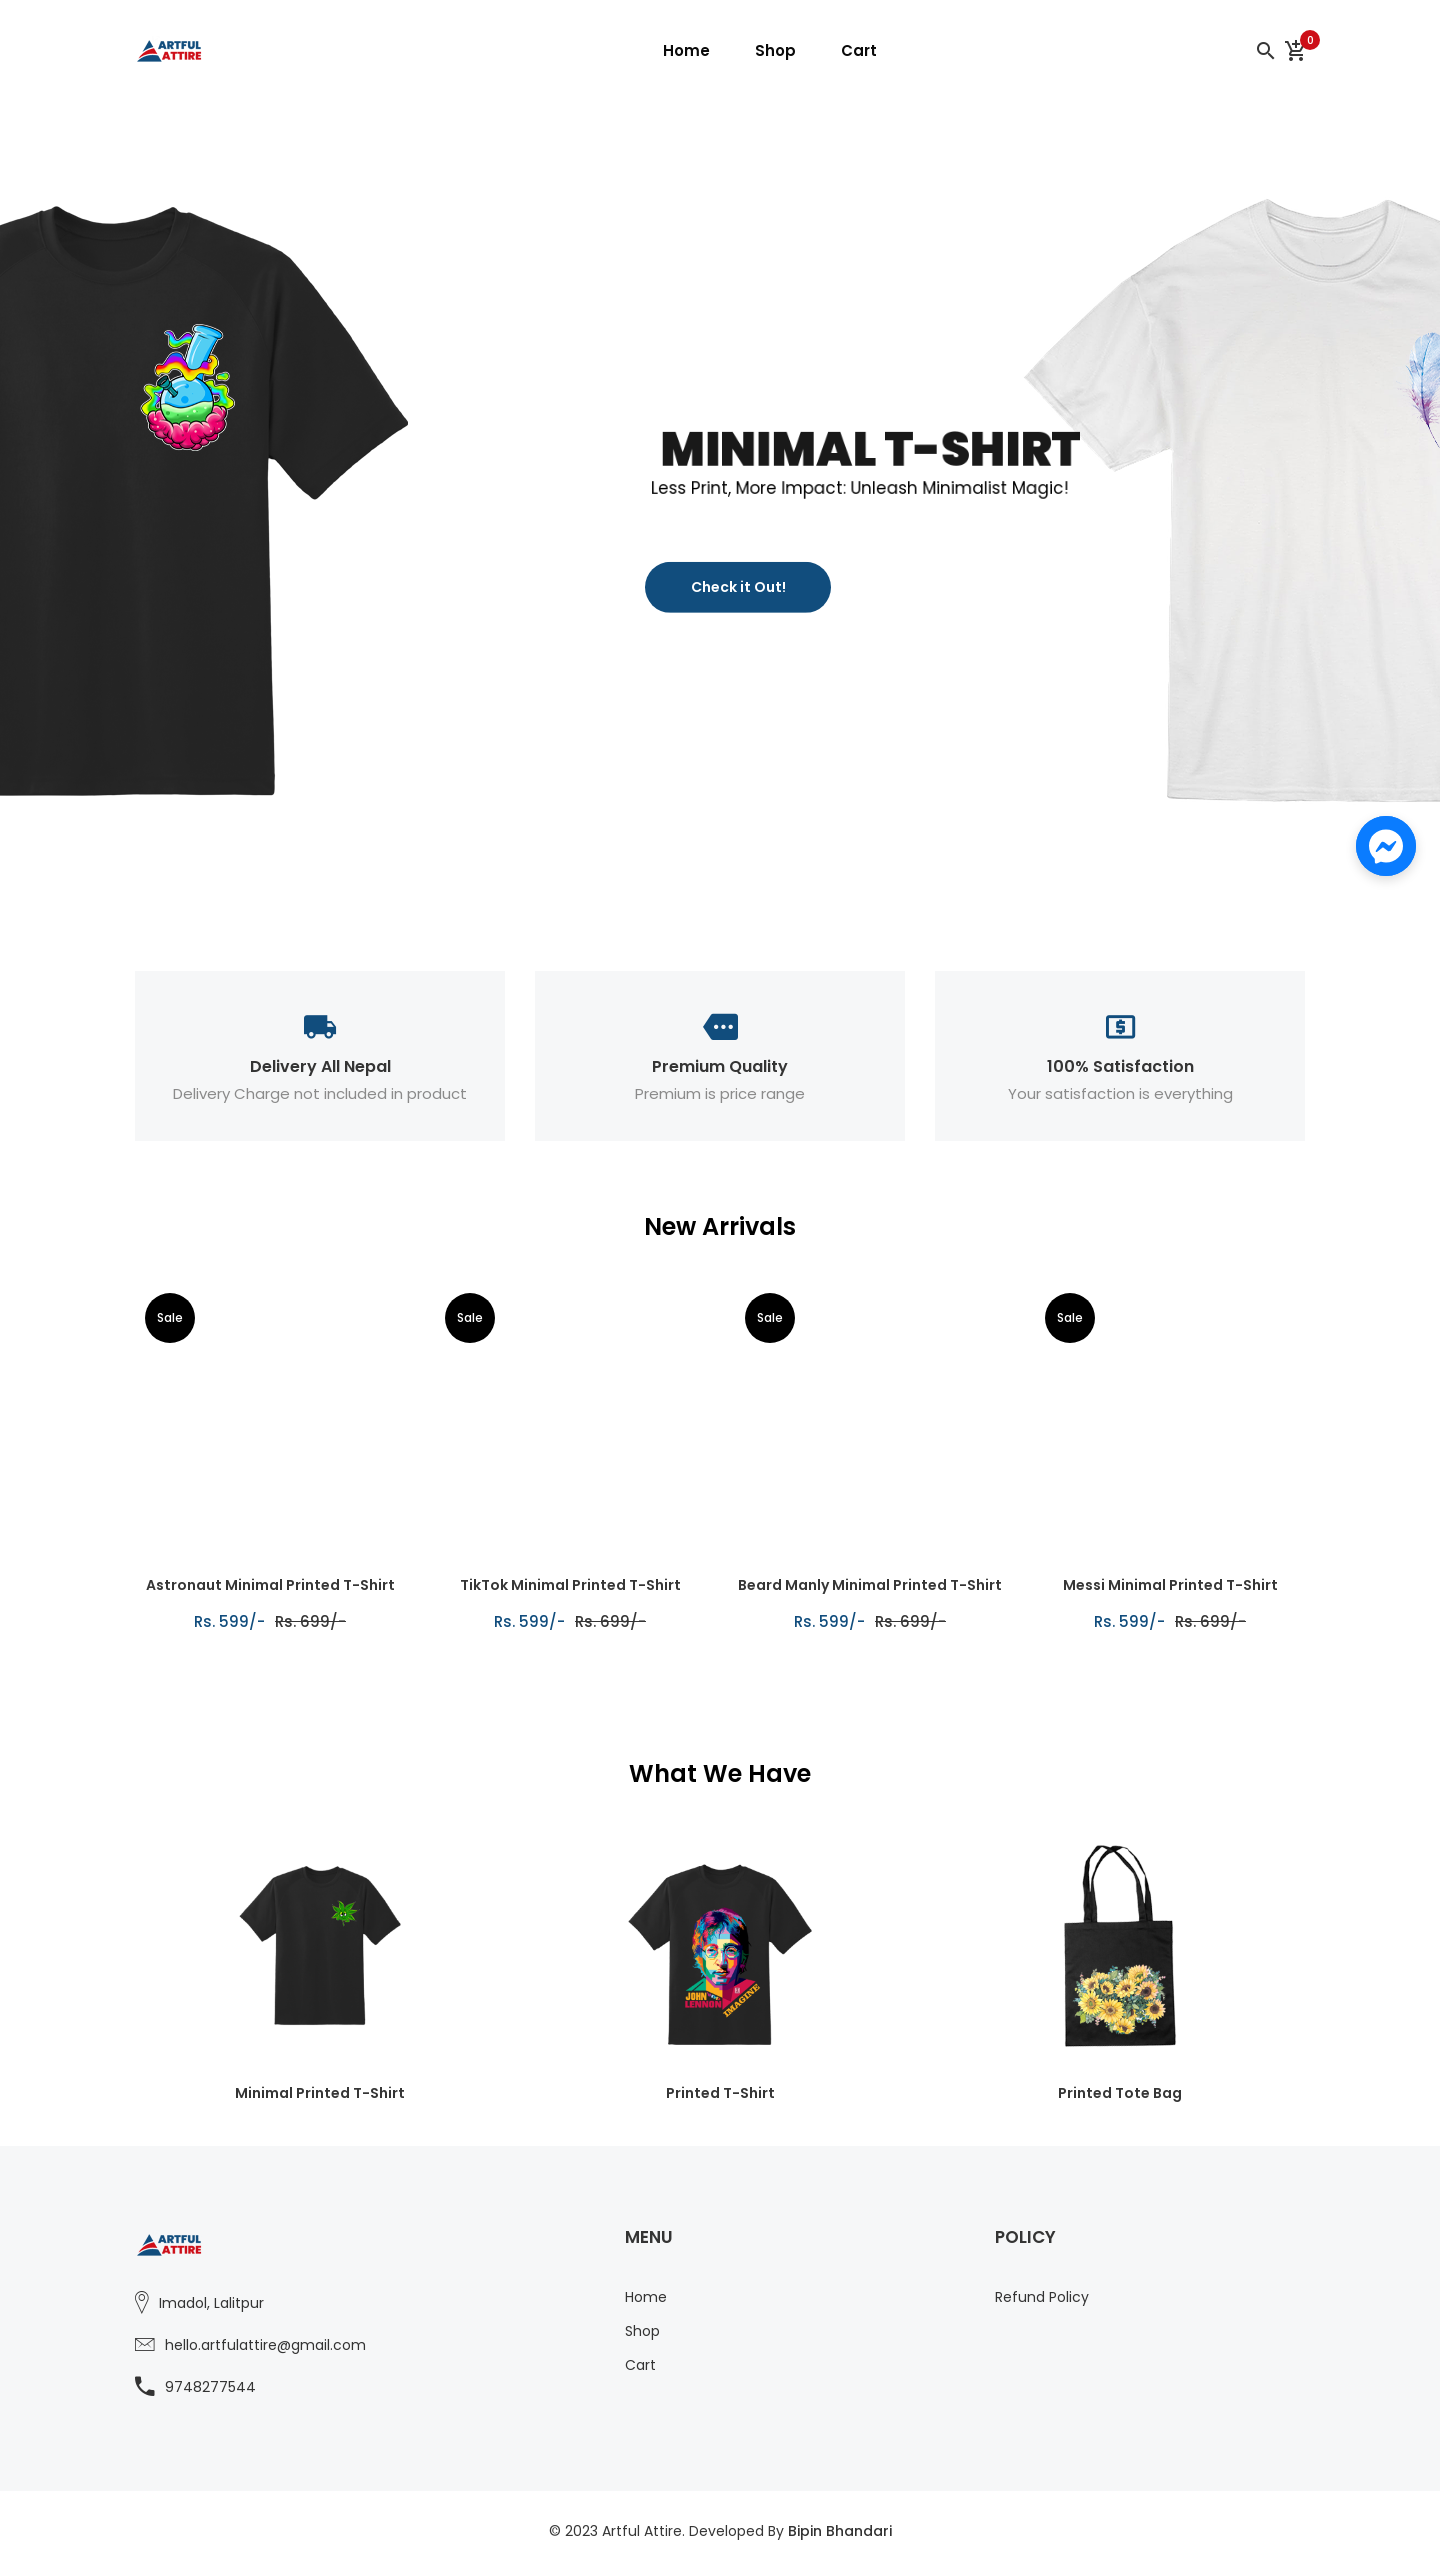 ARTFUL
ATTIRE
Home Shop Cart
0
MINIMAL T-SHIRT
Less Print, More Impact: Unleash Minimalist Magic!
Check it Out!
Delivery All Nepal
Delivery Charge not included in product
Premium Quality
Premium is price range
100% Satisfaction
Your satisfaction is everything
New Arrivals
Sale
Astronaut Minimal Printed T-Shirt
Rs. 599/- Rs. 699/-
Sale
TikTok Minimal Printed T-Shirt
Rs. 599/- Rs. 699/-
Sale
Beard Manly Minimal Printed T-Shirt
Rs. 599/- Rs. 699/-
Sale
Messi Minimal Printed T-Shirt
Rs. 599/- Rs. 699/-
What We Have
Minimal Printed T-Shirt
JOHN
LENNON
IMAGINE
Printed T-Shirt
Printed Tote Bag
ARTFUL
ATTIRE
Imadol, Lalitpur
hello.artfulattire@gmail.com
9748277544
MENU
Home
Shop
Cart
POLICY
Refund Policy
© 2023 Artful Attire. Developed By Bipin Bhandari